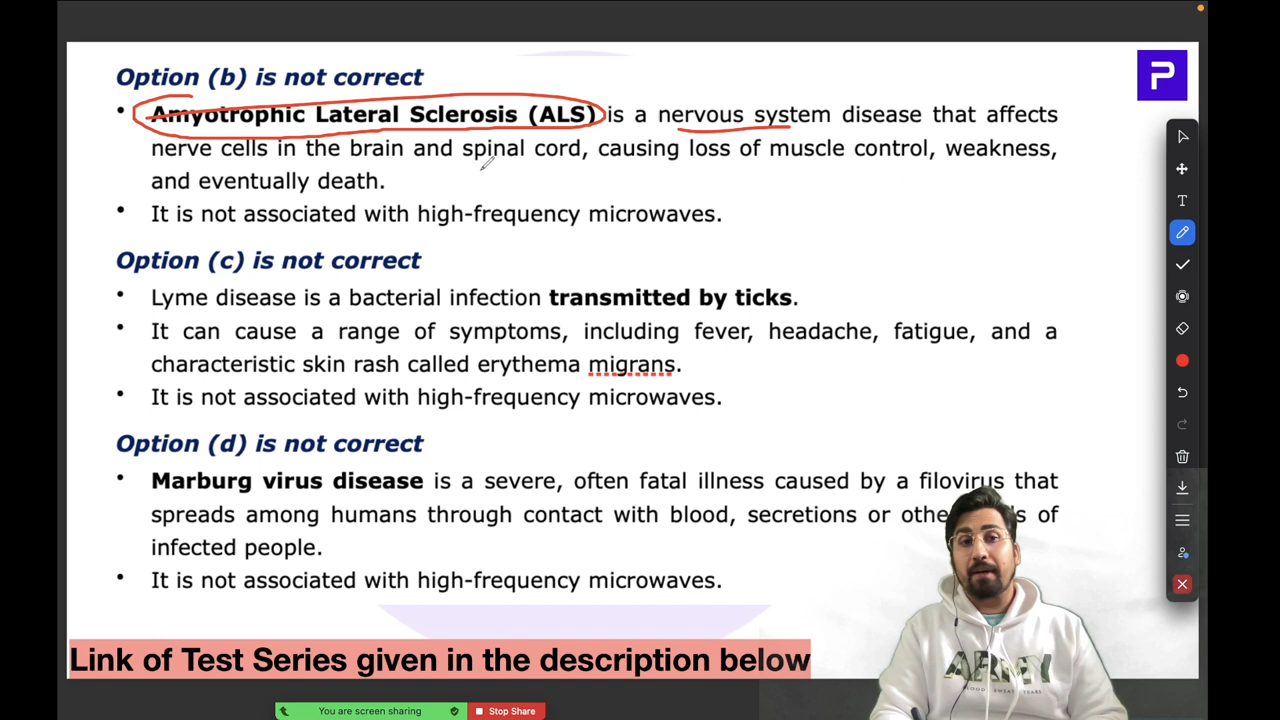 Option (b) is not correct
• Amyotrophic Lateral Sclerosis (ALS) is a nervous system disease that affects
nerve cells in the brain and spinal cord, causing loss of muscle control, weakness,
and eventually death.
• It is not associated with high-frequency microwaves.
Option (c) is not correct
• Lyme disease is a bacterial infection transmitted by ticks.
• It can cause a range of symptoms, including fever, headache, fatigue, and a
characteristic skin rash called erythema migrans.
• It is not associated with high-frequency microwaves.
Option (d) is not correct
• Marburg virus disease is a severe, often fatal illness caused by a filovirus that
spreads among humans through contact with blood, secretions or of
infected people.
• It is not associated with high-frequency microwaves.
Link of Test Series given in the description below
ARMY
BLOOD SWEAT TEARS
You are screen sharing
Stop Share
P
T